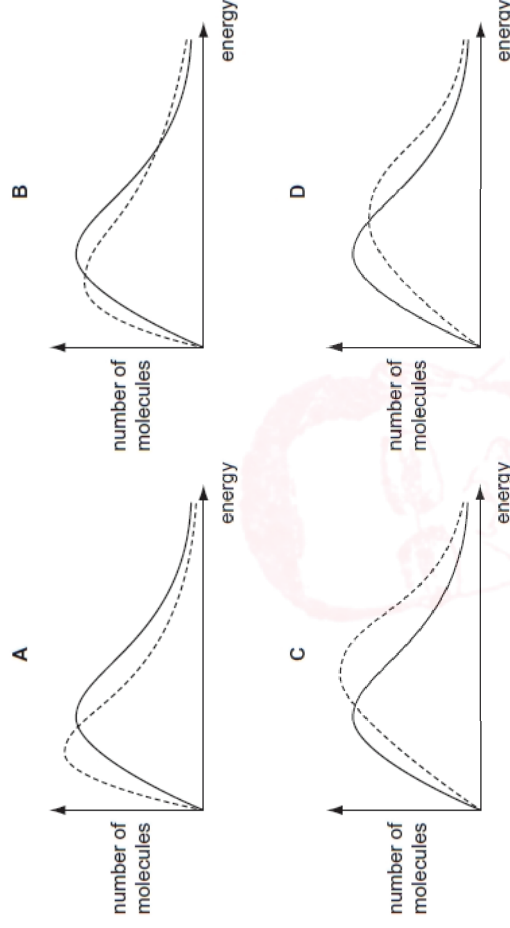 A
number of
molecules
energy
B
number of
molecules
energy
C
number of
molecules
energy
D
number of
molecules
energy